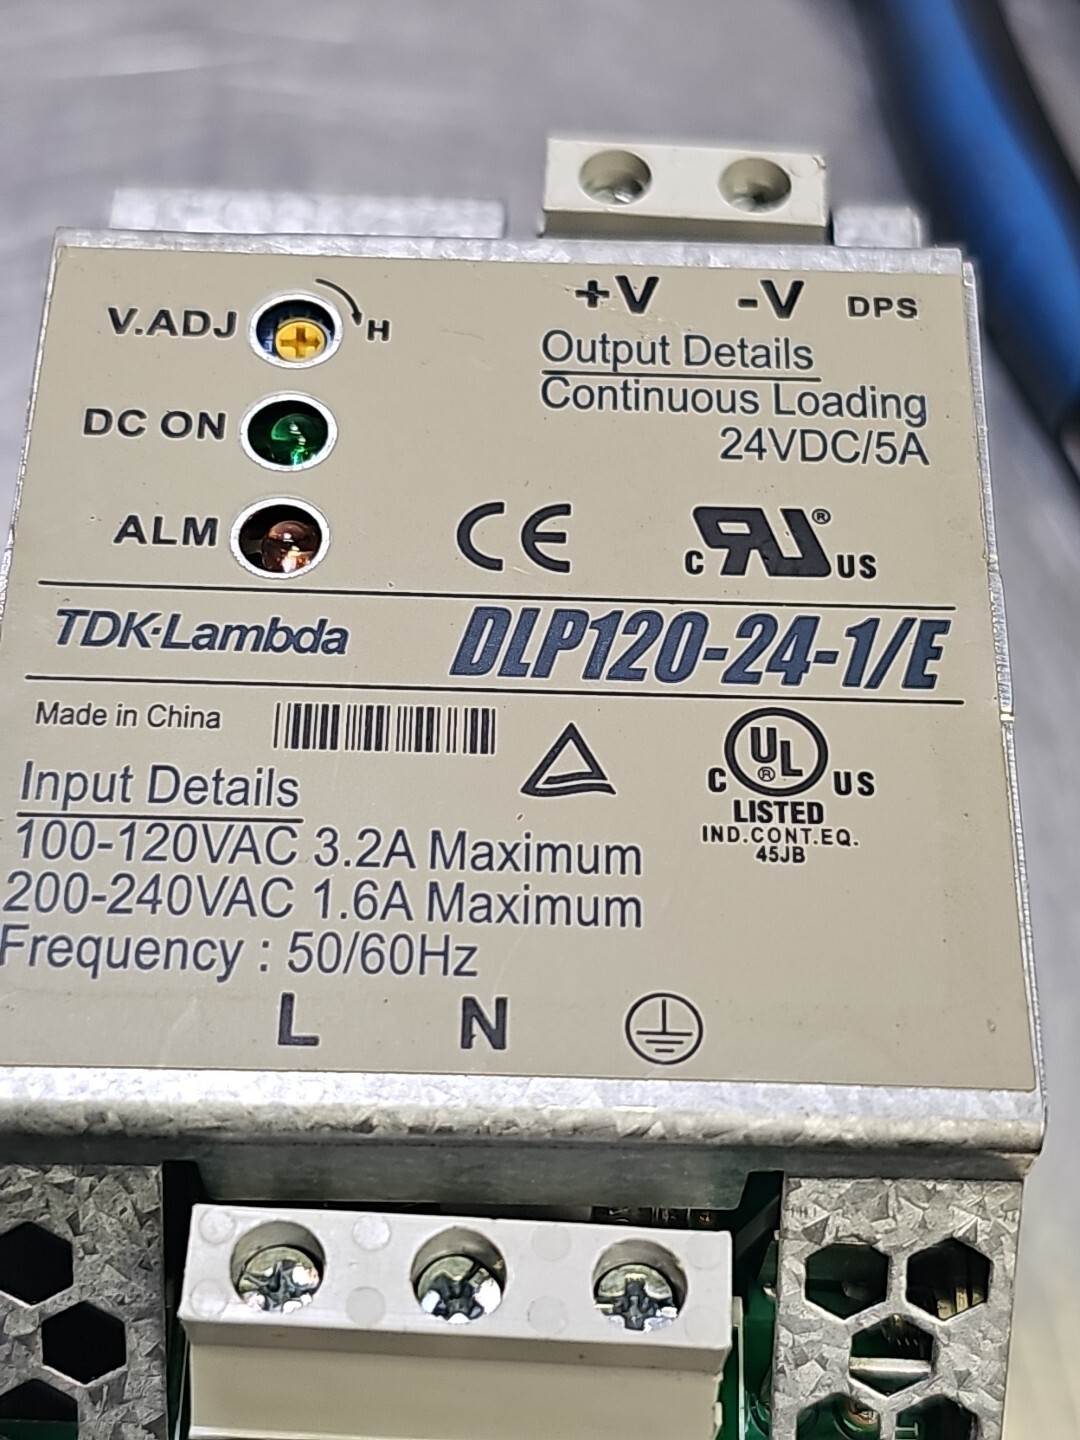 V.ADJ H
+V -V DPS
Output Details
Continuous Loading
24VDC/5A
DC ON
ALM
CE
c RU® US
TDK-Lambda
DLP120-24-1/E
Made in China
Input Details
100-120VAC 3.2A Maximum
200-240VAC 1.6A Maximum
Frequency : 50/60Hz
C UL® US
LISTED
IND.CONT.EQ.
45JB
L N